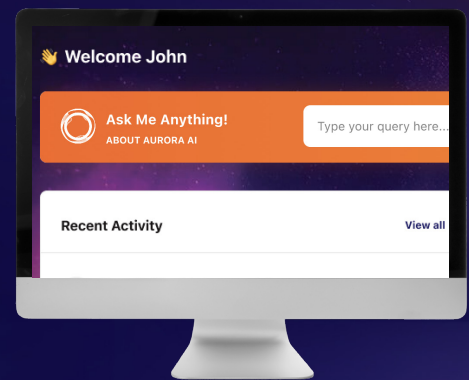 👋 Welcome John
Ask Me Anything!
ABOUT AURORA AI
Type your query here...
Recent Activity
View all